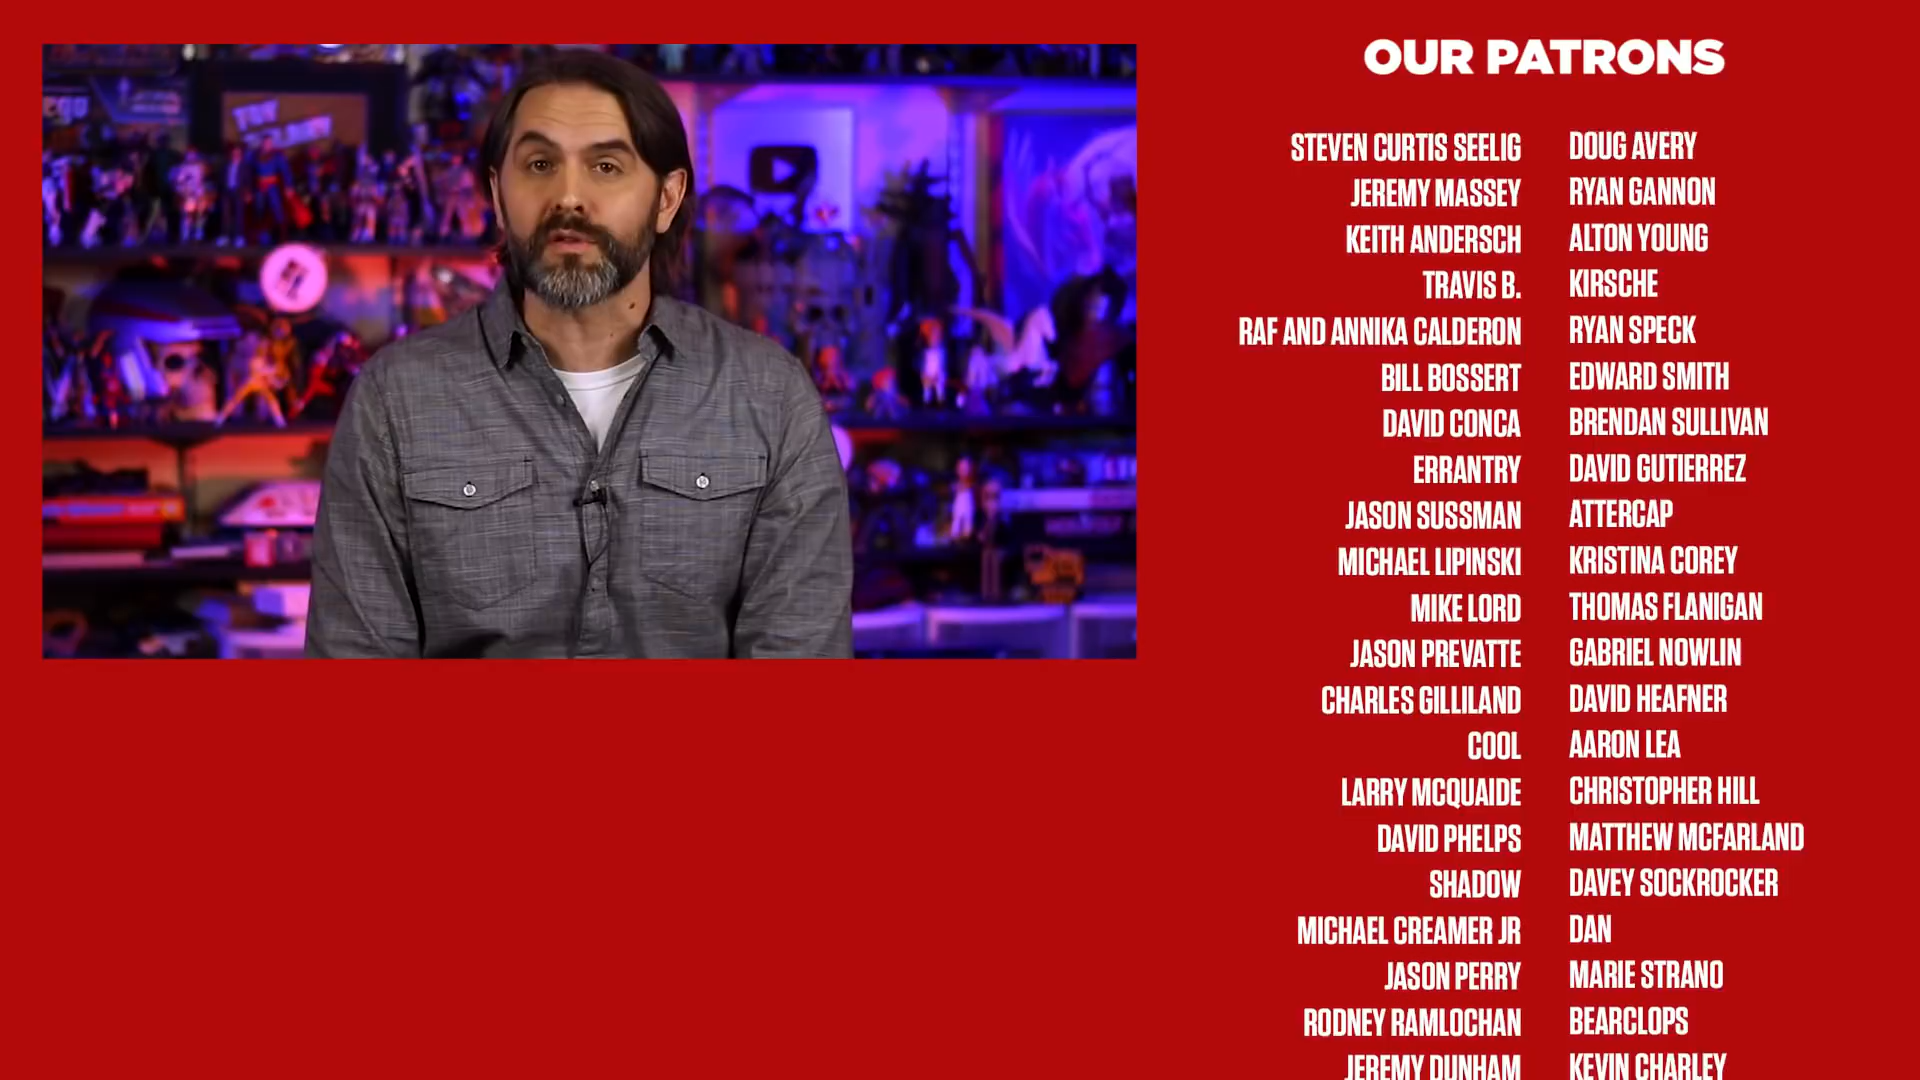 OUR PATRONS
STEVEN CURTIS SEELIG
JEREMY MASSEY
KEITH ANDERSCH
TRAVIS B.
RAF AND ANNIKA CALDERON
BILL BOSSERT
DAVID CONCA
ERRANTRY
JASON SUSSMAN
MICHAEL LIPINSKI
MIKE LORD
JASON PREVATTE
CHARLES GILLILAND
COOL
LARRY MCQUAIDE
DAVID PHELPS
SHADOW
MICHAEL CREAMER JR
JASON PERRY
RODNEY RAMLOCHAN
JEREMY DUNHAM
DOUG AVERY
RYAN GANNON
ALTON YOUNG
KIRSCHE
RYAN SPECK
EDWARD SMITH
BRENDAN SULLIVAN
DAVID GUTIERREZ
ATTERCAP
KRISTINA COREY
THOMAS FLANIGAN
GABRIEL NOWLIN
DAVID HEAFNER
AARON LEA
CHRISTOPHER HILL
MATTHEW MCFARLAND
DAVEY SOCKROCKER
DAN
MARIE STRANO
BEARCLOPS
KEVIN CHARLEY